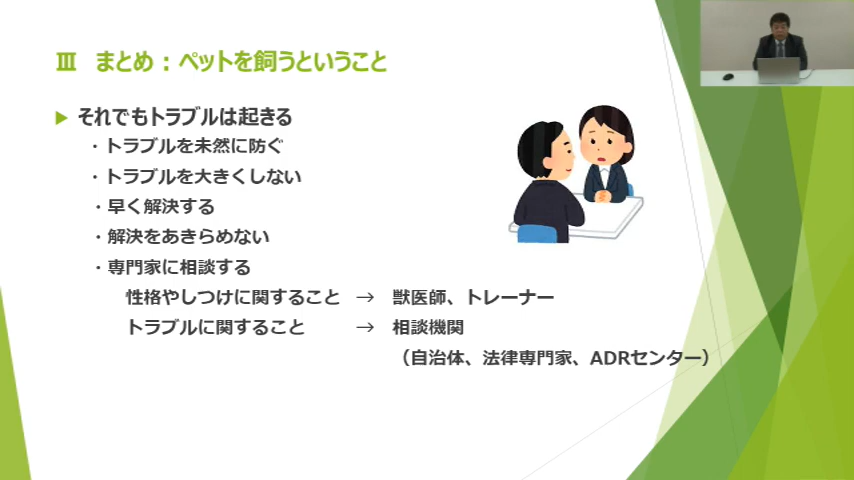 Ⅲ まとめ：ペットを飼うということ
それでもトラブルは起きる
・トラブルを未然に防ぐ
・トラブルを大きくしない
・早く解決する
・解決をあきらめない
・専門家に相談する
性格やしつけに関すること → 獣医師、トレーナー
トラブルに関すること → 相談機関
（自治体、法律専門家、ADRセンター）